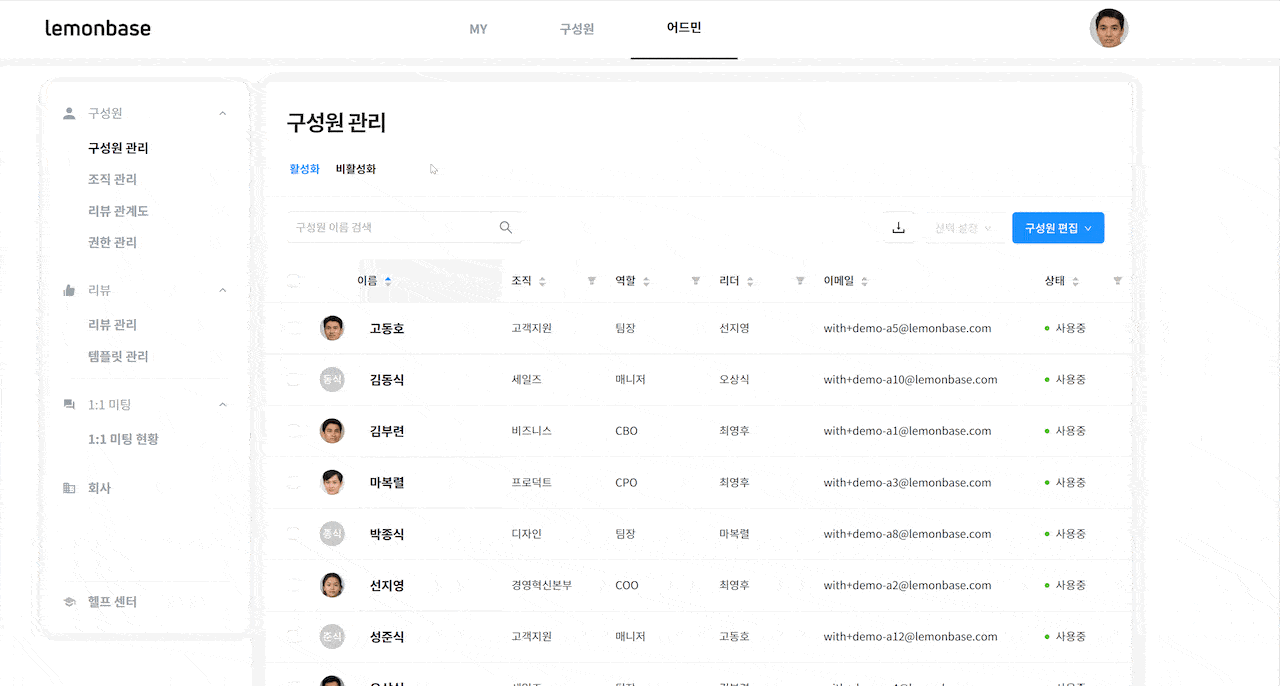 lemonbase
MY 구성원 어드민
구성원
구성원 관리
조직 관리
리뷰 관계도
권한 관리
리뷰
리뷰 관리
템플릿 관리
1:1 미팅
1:1 미팅 현황
회사
헬프 센터
구성원 관리
활성화 비활성화
구성원 이름 검색 선택 설정 구성원 편집
이름 조직 역할 리더 이메일 상태
고동호 고객지원 팀장 선지영 with+demo-a5@lemonbase.com 사용중
동식 김동식 세일즈 매니저 오상식 with+demo-a10@lemonbase.com 사용중
김부련 비즈니스 CBO 최영후 with+demo-a1@lemonbase.com 사용중
마복렬 프로덕트 CPO 최영후 with+demo-a3@lemonbase.com 사용중
종식 박종식 디자인 팀장 마복렬 with+demo-a8@lemonbase.com 사용중
선지영 경영혁신본부 COO 최영후 with+demo-a2@lemonbase.com 사용중
준식 성준식 고객지원 매니저 고동호 with+demo-a12@lemonbase.com 사용중